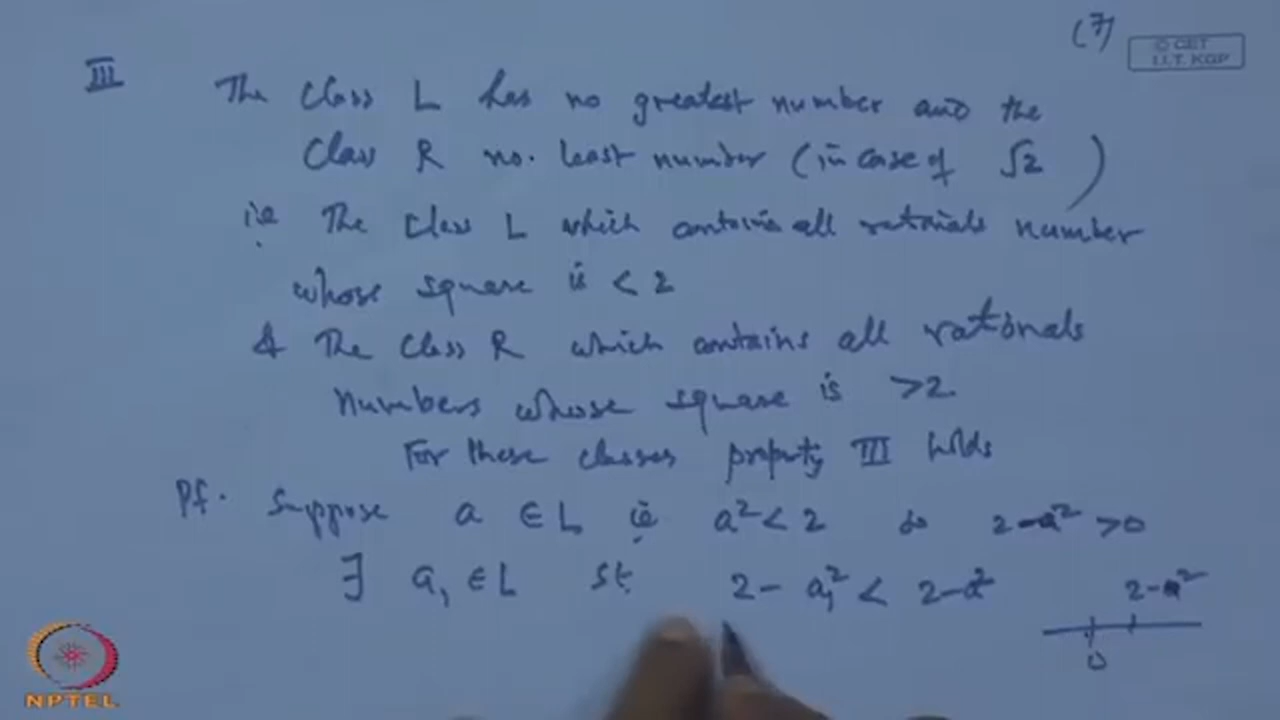 (7)
© CET
I.I.T. KGP
III The Class L has no greatest number and the
Class R no. least number (in case of √2 )
i.e The Class L which contains all rationals number
whose square is < 2
& The Class R which contains all rationals
numbers whose square is >2.
For these classes property III holds
Pf. Suppose a ∈ L ie a² < 2 so 2-a² >0
∃ a₁ ∈ L st. 2 - a₁² < 2-a² 2-a²
0
NPTEL